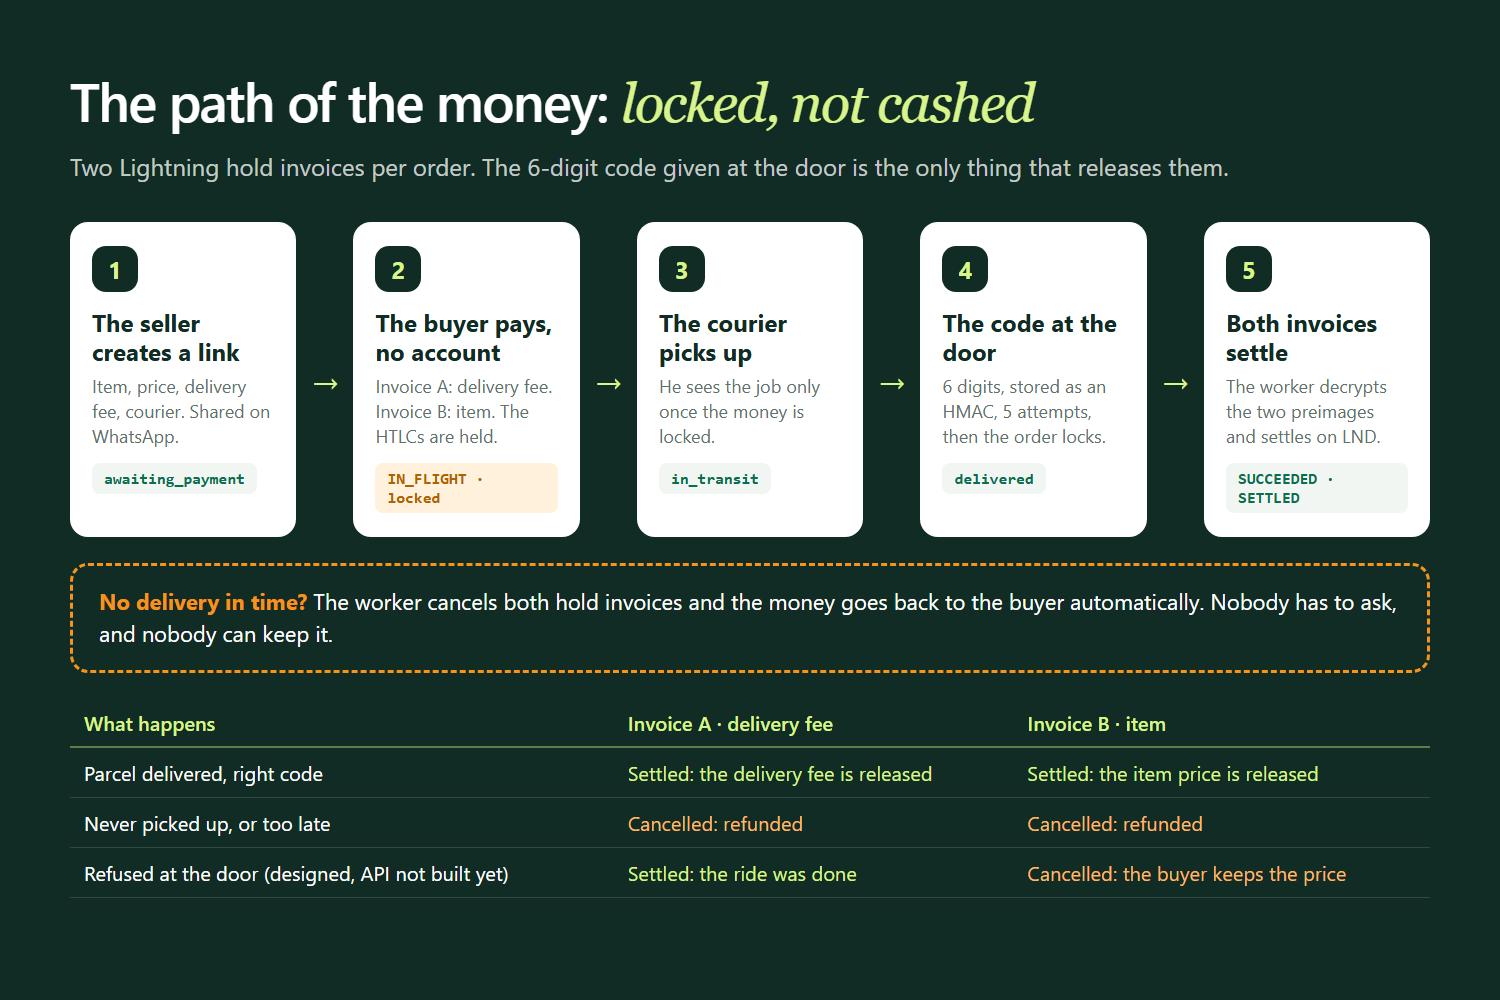 The path of the money: locked, not cashed
Two Lightning hold invoices per order. The 6-digit code given at the door is the only thing that releases them.
1
The seller
creates a link
Item, price, delivery
fee, courier. Shared on
WhatsApp.
awaiting_payment
→
2
The buyer pays,
no account
Invoice A: delivery fee.
Invoice B: item. The
HTLCs are held.
IN_FLIGHT ·
locked
→
3
The courier
picks up
He sees the job only
once the money is
locked.
in_transit
→
4
The code at the
door
6 digits, stored as an
HMAC, 5 attempts,
then the order locks.
delivered
→
5
Both invoices
settle
The worker decrypts
the two preimages
and settles on LND.
SUCCEEDED ·
SETTLED
No delivery in time? The worker cancels both hold invoices and the money goes back to the buyer automatically. Nobody has to ask,
and nobody can keep it.
What happens Invoice A · delivery fee Invoice B · item
Parcel delivered, right code Settled: the delivery fee is released Settled: the item price is released
Never picked up, or too late Cancelled: refunded Cancelled: refunded
Refused at the door (designed, API not built yet) Settled: the ride was done Cancelled: the buyer keeps the price